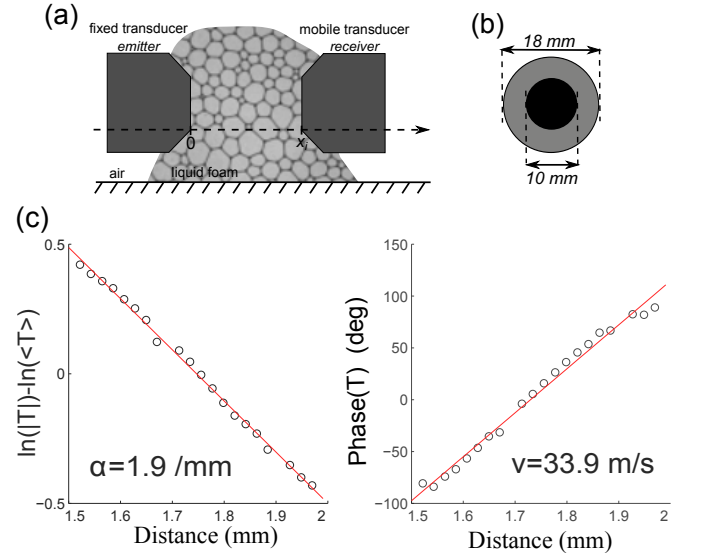 (a)
fixed transducer
emitter
mobile transducer
receiver
0
xᵢ
air
liquid foam
(b)
18 mm
10 mm
(c)
ln(|T|)-ln(<T>)
0.5
0
−0.5
α=1.9 /mm
1.5 1.6 1.7 1.8 1.9 2
Distance (mm)
Phase(T) (deg)
150
100
50
0
−50
−100
v=33.9 m/s
1.5 1.6 1.7 1.8 1.9 2
Distance (mm)